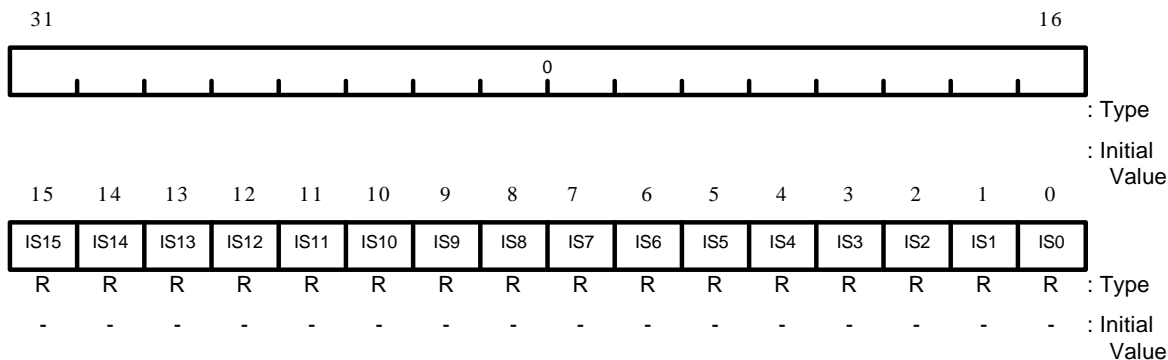 31 16
0
: Type
: Initial
Value
15 14 13 12 11 10 9 8 7 6 5 4 3 2 1 0
IS15 IS14 IS13 IS12 IS11 IS10 IS9 IS8 IS7 IS6 IS5 IS4 IS3 IS2 IS1 IS0
R R R R R R R R R R R R R R R R : Type
- - - - - - - - - - - - - - - - : Initial
Value